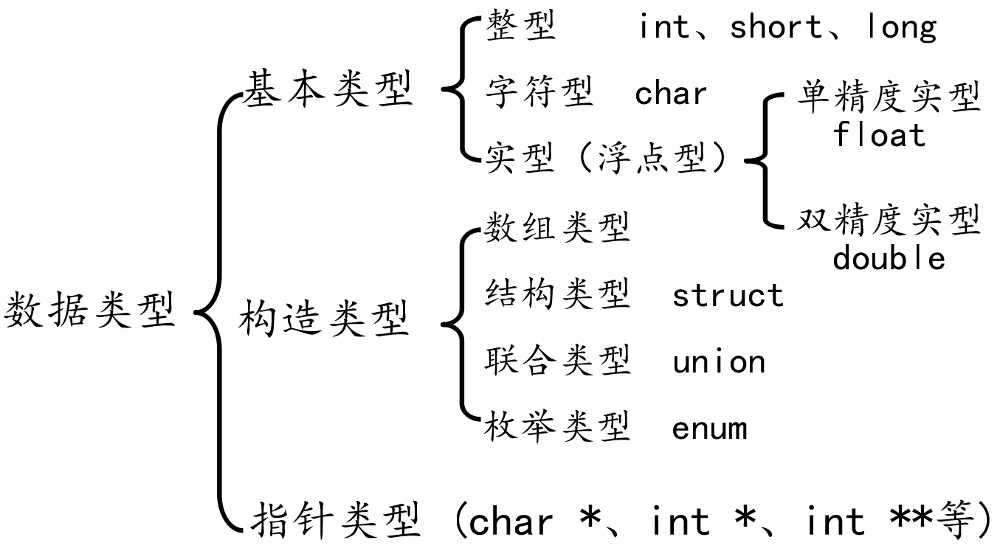 整型 int、short、long
基本类型
字符型 char
单精度实型
float
实型（浮点型）
双精度实型
double
数据类型
构造类型
数组类型
结构类型 struct
联合类型 union
枚举类型 enum
指针类型 (char *、int *、int **等)